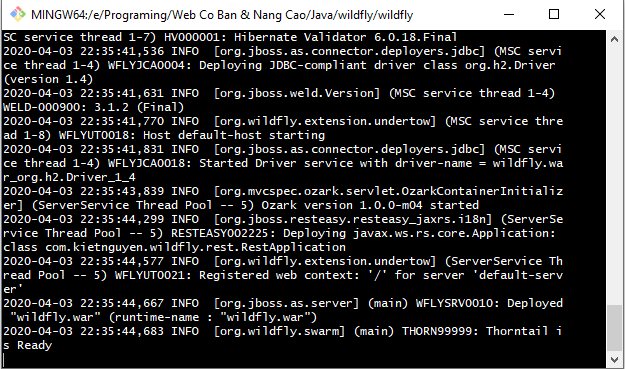 MINGW64:/e/Programing/Web Co Ban & Nang Cao/Java/wildfly/wildfly
SC service thread 1-7) HV000001: Hibernate Validator 6.0.18.Final
2020-04-03 22:35:41,536 INFO  [org.jboss.as.connector.deployers.jdbc] (MSC servi
ce thread 1-4) WFLYJCA0004: Deploying JDBC-compliant driver class org.h2.Driver
(version 1.4)
2020-04-03 22:35:41,631 INFO  [org.jboss.weld.Version] (MSC service thread 1-4)
WELD-000900: 3.1.2 (Final)
2020-04-03 22:35:41,770 INFO  [org.wildfly.extension.undertow] (MSC service thre
ad 1-8) WFLYUT0018: Host default-host starting
2020-04-03 22:35:41,831 INFO  [org.jboss.as.connector.deployers.jdbc] (MSC servi
ce thread 1-4) WFLYJCA0018: Started Driver service with driver-name = wildfly.wa
r_org.h2.Driver_1_4
2020-04-03 22:35:43,839 INFO  [org.mvcspec.ozark.servlet.OzarkContainerInitializ
er] (ServerService Thread Pool -- 5) Ozark version 1.0.0-m04 started
2020-04-03 22:35:44,299 INFO  [org.jboss.resteasy.resteasy_jaxrs.i18n] (ServerSe
rvice Thread Pool -- 5) RESTEASY002225: Deploying javax.ws.rs.core.Application:
class com.kietnguyen.wildfly.rest.RestApplication
2020-04-03 22:35:44,577 INFO  [org.wildfly.extension.undertow] (ServerService Th
read Pool -- 5) WFLYUT0021: Registered web context: '/' for server 'default-serv
er'
2020-04-03 22:35:44,667 INFO  [org.jboss.as.server] (main) WFLYSRV0010: Deployed
 "wildfly.war" (runtime-name : "wildfly.war")
2020-04-03 22:35:44,683 INFO  [org.wildfly.swarm] (main) THORN99999: Thorntail i
s Ready